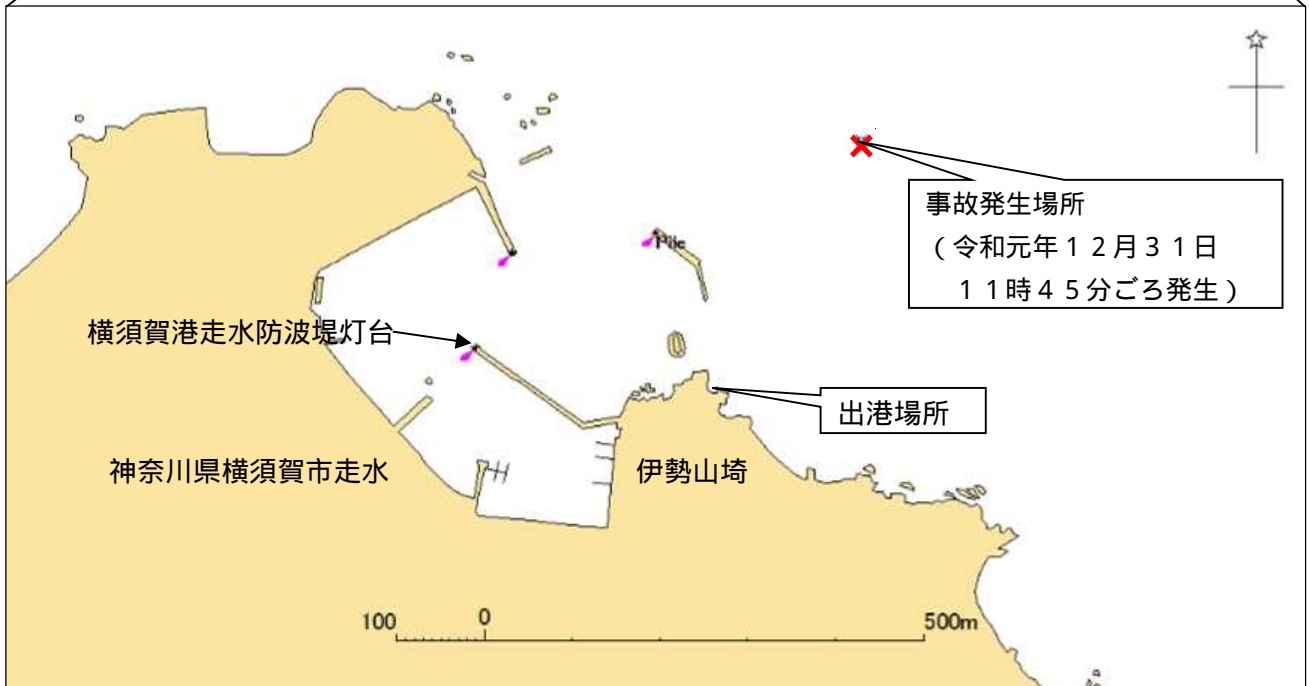 Pile
事故発生場所
（令和元年１２月３１日
１１時４５分ごろ発生）
横須賀港走水防波堤灯台
出港場所
神奈川県横須賀市走水
伊勢山埼
100 0 500m